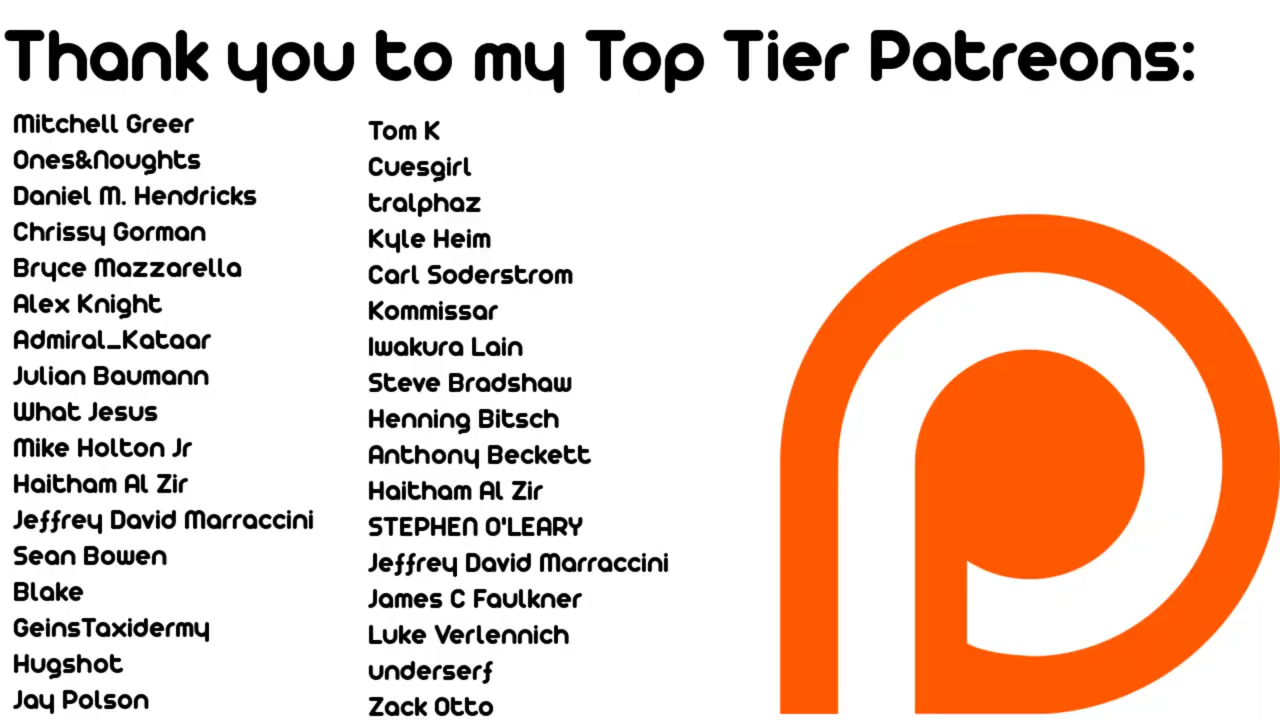 Thank you to my Top Tier Patreons:
Mitchell Greer
Ones&Noughts
Daniel M. Hendricks
Chrissy Gorman
Bryce Mazzarella
Alex Knight
Admiral_Kataar
Julian Baumann
What Jesus
Mike Holton Jr
Haitham Al Zir
Jeffrey David Marraccini
Sean Bowen
Blake
GeinsTaxidermy
Hugshot
Jay Polson
Tom K
Cuesgirl
tralphaz
Kyle Heim
Carl Soderstrom
Kommissar
Iwakura Lain
Steve Bradshaw
Henning Bitsch
Anthony Beckett
Haitham Al Zir
STEPHEN O'LEARY
Jeffrey David Marraccini
James C Faulkner
Luke Verlennich
underserf
Zack Otto